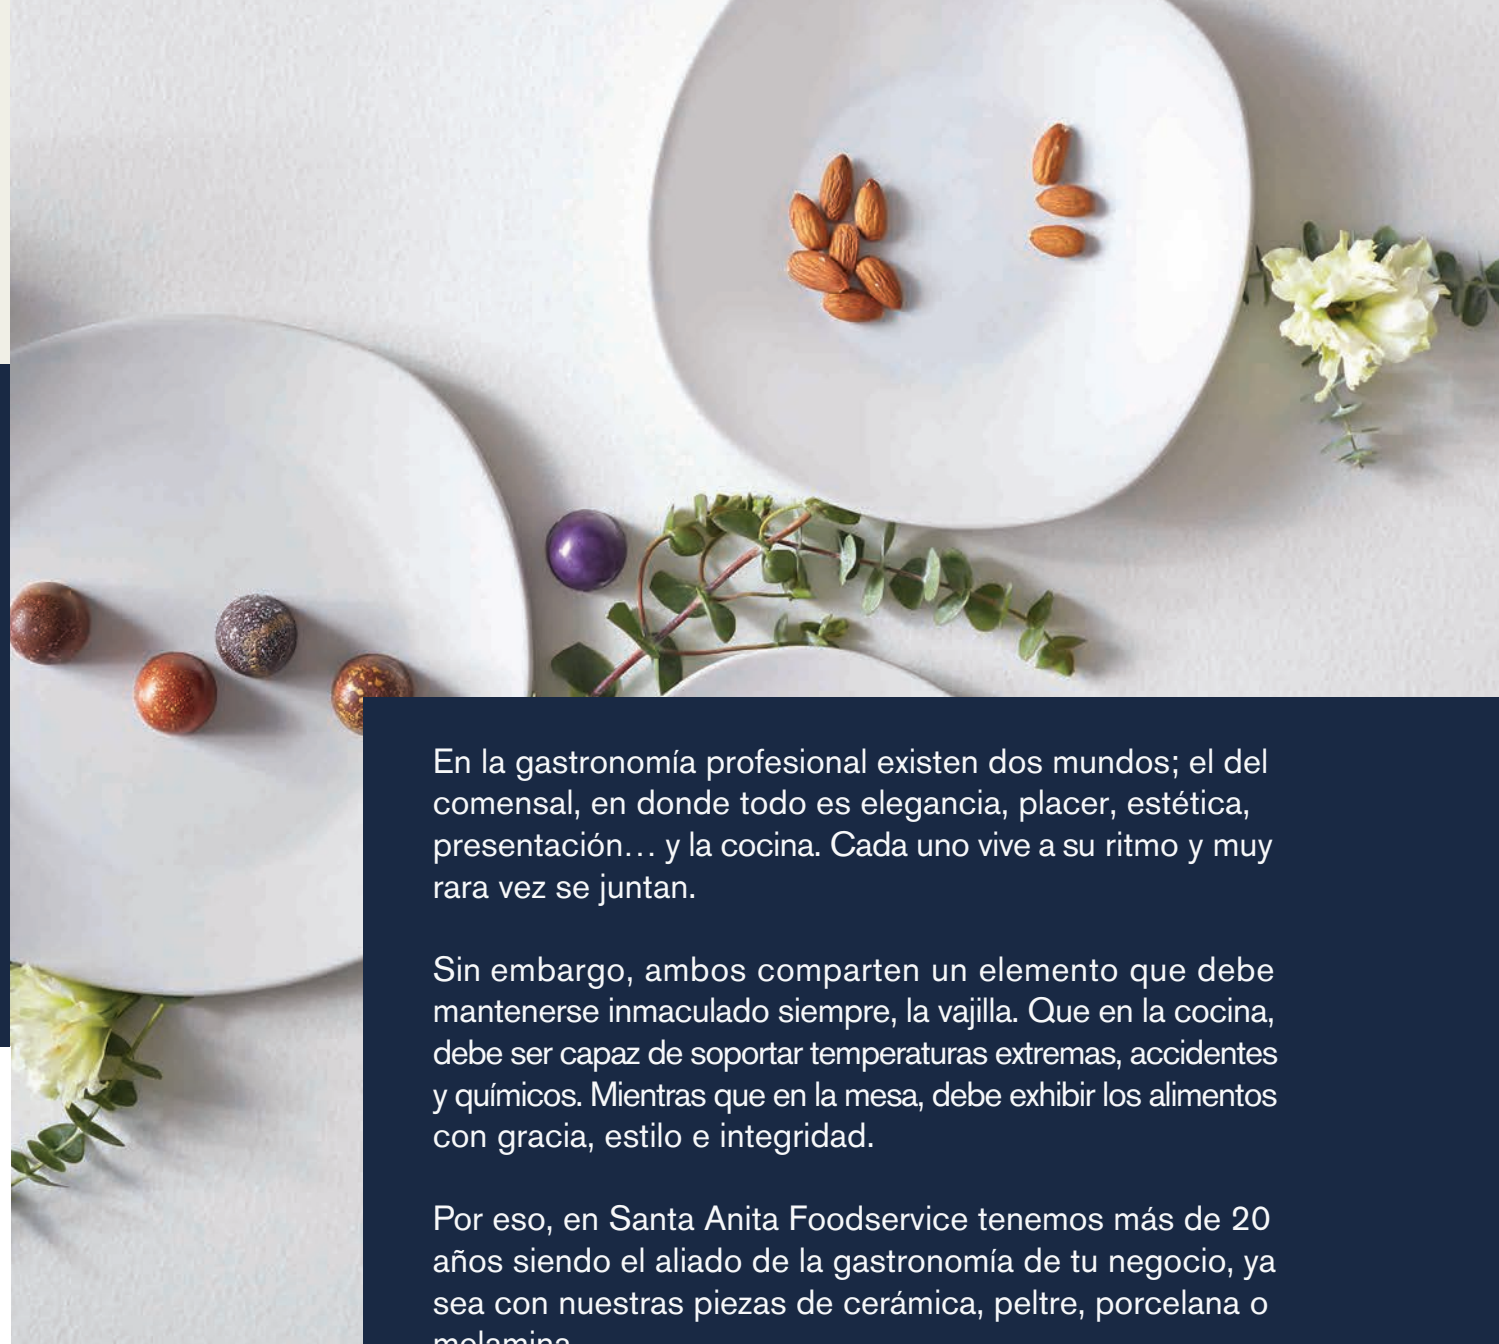 En la gastronomía profesional existen dos mundos; el del
comensal, en donde todo es elegancia, placer, estética,
presentación… y la cocina. Cada uno vive a su ritmo y muy
rara vez se juntan.
Sin embargo, ambos comparten un elemento que debe
mantenerse inmaculado siempre, la vajilla. Que en la cocina,
debe ser capaz de soportar temperaturas extremas, accidentes
y químicos. Mientras que en la mesa, debe exhibir los alimentos
con gracia, estilo e integridad.
Por eso, en Santa Anita Foodservice tenemos más de 20
años siendo el aliado de la gastronomía de tu negocio, ya
sea con nuestras piezas de cerámica, peltre, porcelana o
melamina